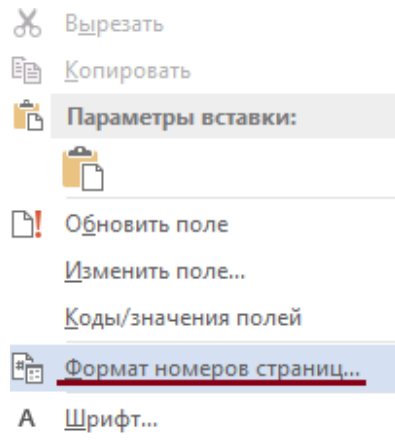 Вырезать
Копировать
Параметры вставки:
Обновить поле
Изменить поле...
Коды/значения полей
Формат номеров страниц...
Шрифт...